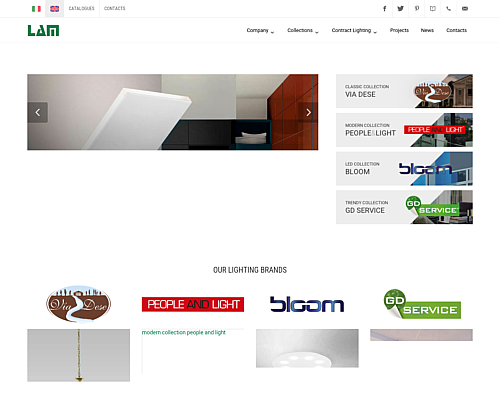 CATALOGUES CONTACTS
LAM
Company Collections Contract Lighting Projects News Contacts
CLASSIC COLLECTION
VIA DESE
Via Dese
MODERN COLLECTION
PEOPLE&LIGHT
PEOPLE AND LIGHT
LED COLLECTION
BLOOM
bloom
TRENDY COLLECTION
GD SERVICE
GD SERVICE
OUR LIGHTING BRANDS
Via Dese
PEOPLE AND LIGHT
bloom
GD SERVICE
modern collection people and light